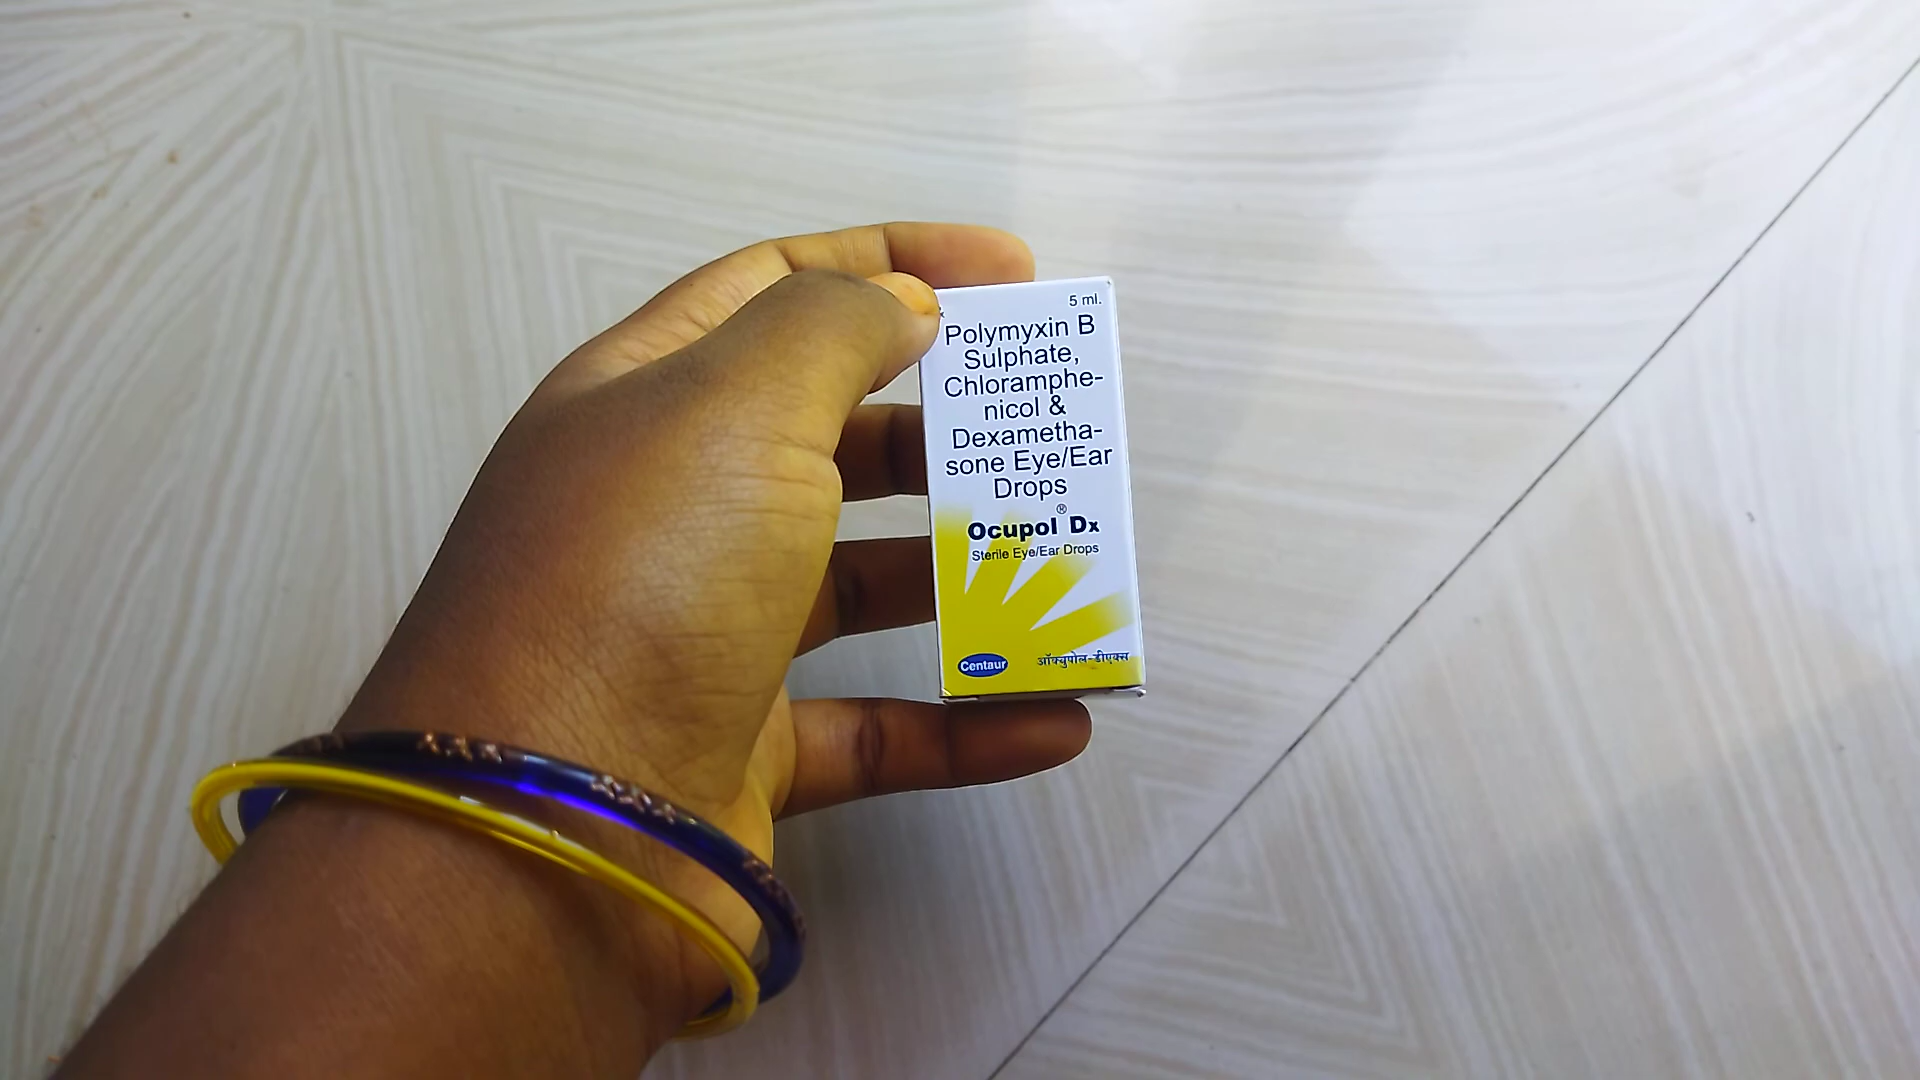 5 ml.
Polymyxin B
Sulphate,
Chloramphe-
nicol &
Dexametha-
sone Eye/Ear
Drops
Ocupol® Dx
Sterile Eye/Ear Drops
Centaur
ऑक्युपोल-डीएक्स